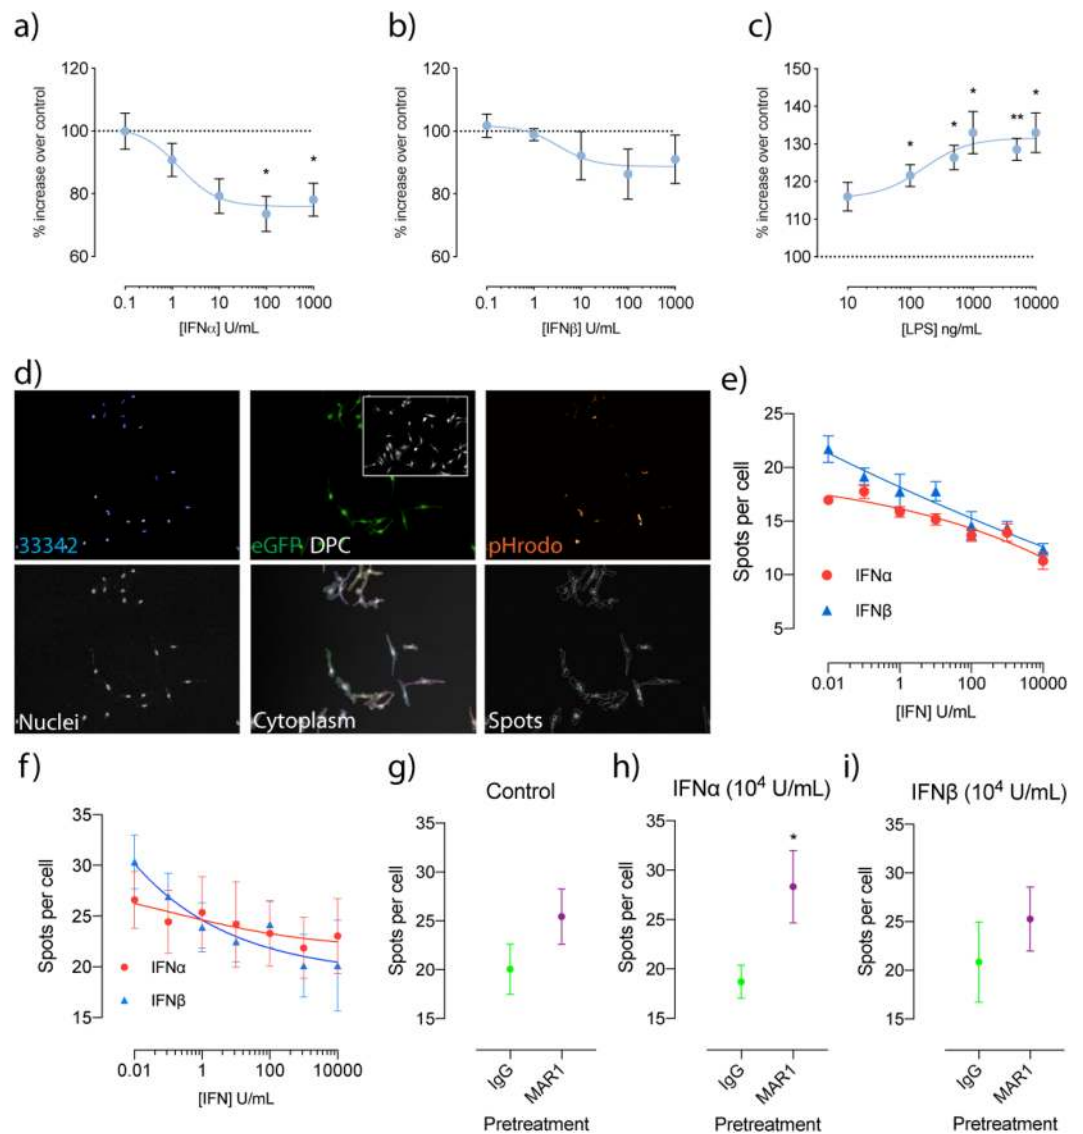 a)
% increase over control
120
100
80
60
*
*
0.1 1 10 100 1000
[IFNα] U/mL
b)
% increase over control
120
100
80
60
0.1 1 10 100 1000
[IFNβ] U/mL
c)
% increase over control
150
140
130
120
110
100
*
*
*
**
*
10 100 1000 10000
[LPS] ng/mL
d)
33342
eGFP DPC
pHrodo
Nuclei
Cytoplasm
Spots
e)
Spots per cell
25
20
15
10
5
IFNα
IFNβ
0.01 1 100 10000
[IFN] U/mL
f)
Spots per cell
35
30
25
20
15
IFNα
IFNβ
0.01 1 100 10000
[IFN] U/mL
g)
Control
Spots per cell
35
30
25
20
15
IgG
MAR1
Pretreatment
h)
IFNα (10⁴ U/mL)
Spots per cell
35
30
25
20
15
*
IgG
MAR1
Pretreatment
i)
IFNβ (10⁴ U/mL)
Spots per cell
35
30
25
20
15
IgG
MAR1
Pretreatment